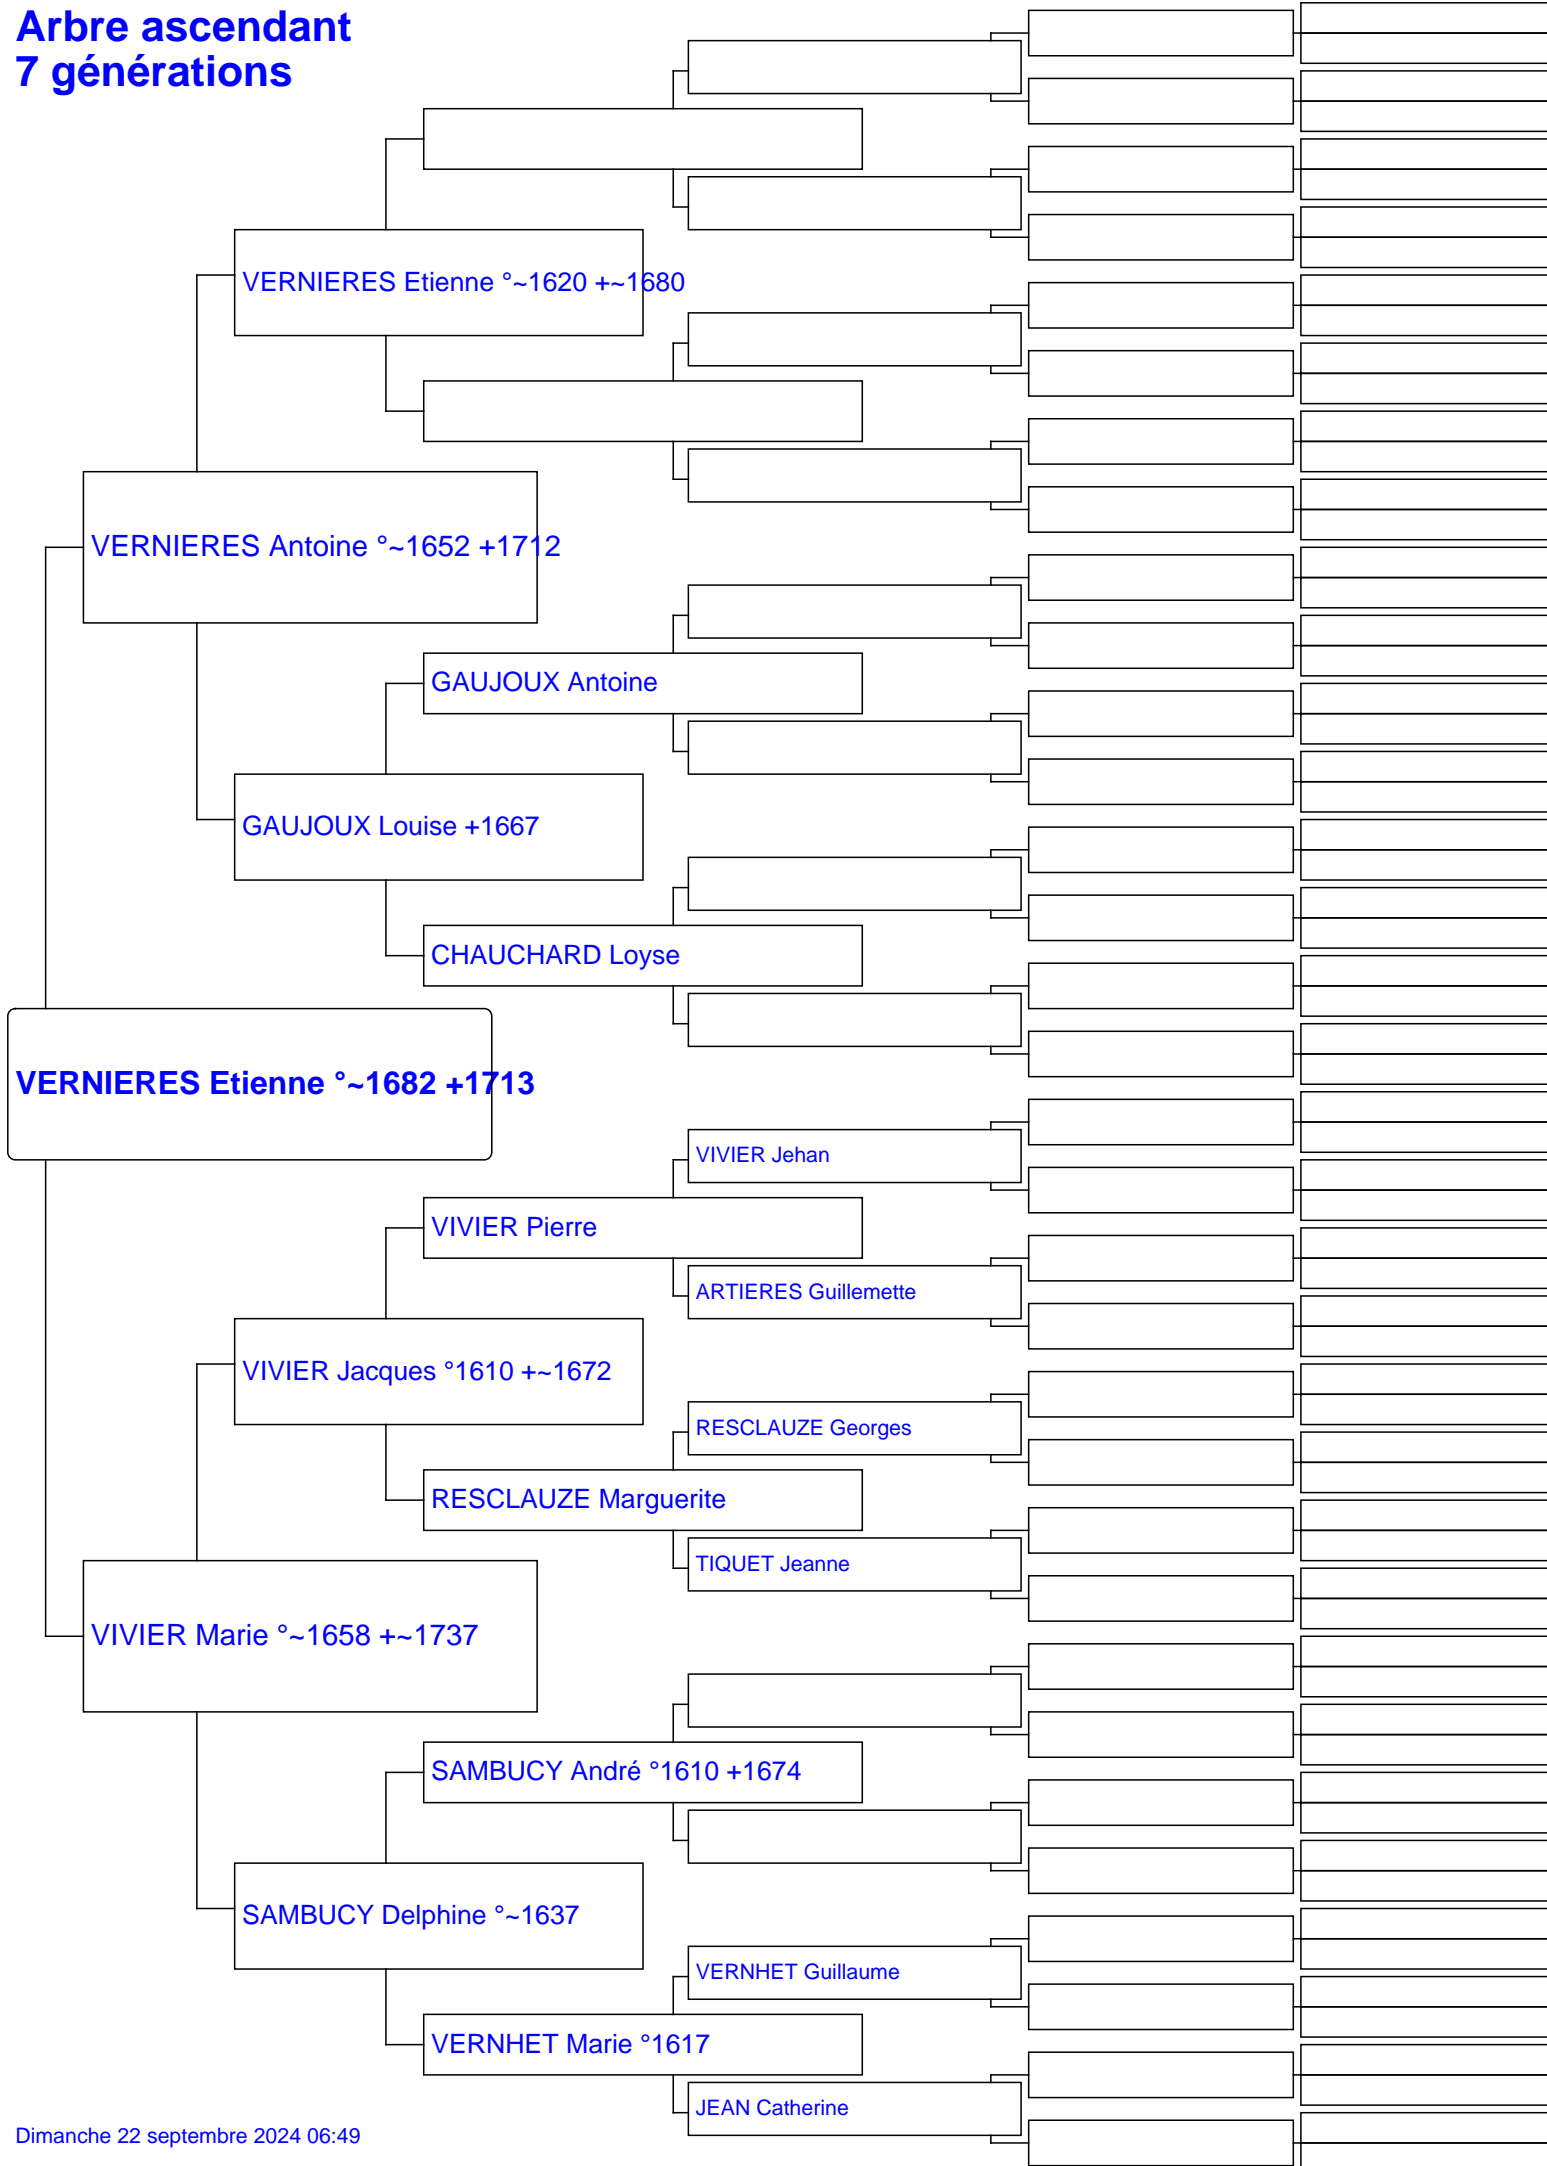 Arbre ascendant
7 générations
VERNIERES Etienne °~1620 +~1680
VERNIERES Antoine °~1652 +1712
GAUJOUX Antoine
GAUJOUX Louise +1667
CHAUCHARD Loyse
VERNIERES Etienne °~1682 +1713
VIVIER Jehan
VIVIER Pierre
ARTIERES Guillemette
VIVIER Jacques °1610 +~1672
RESCLAUZE Georges
RESCLAUZE Marguerite
TIQUET Jeanne
VIVIER Marie °~1658 +~1737
SAMBUCY André °1610 +1674
SAMBUCY Delphine °~1637
VERNHET Guillaume
VERNHET Marie °1617
JEAN Catherine
Dimanche 22 septembre 2024 06:49